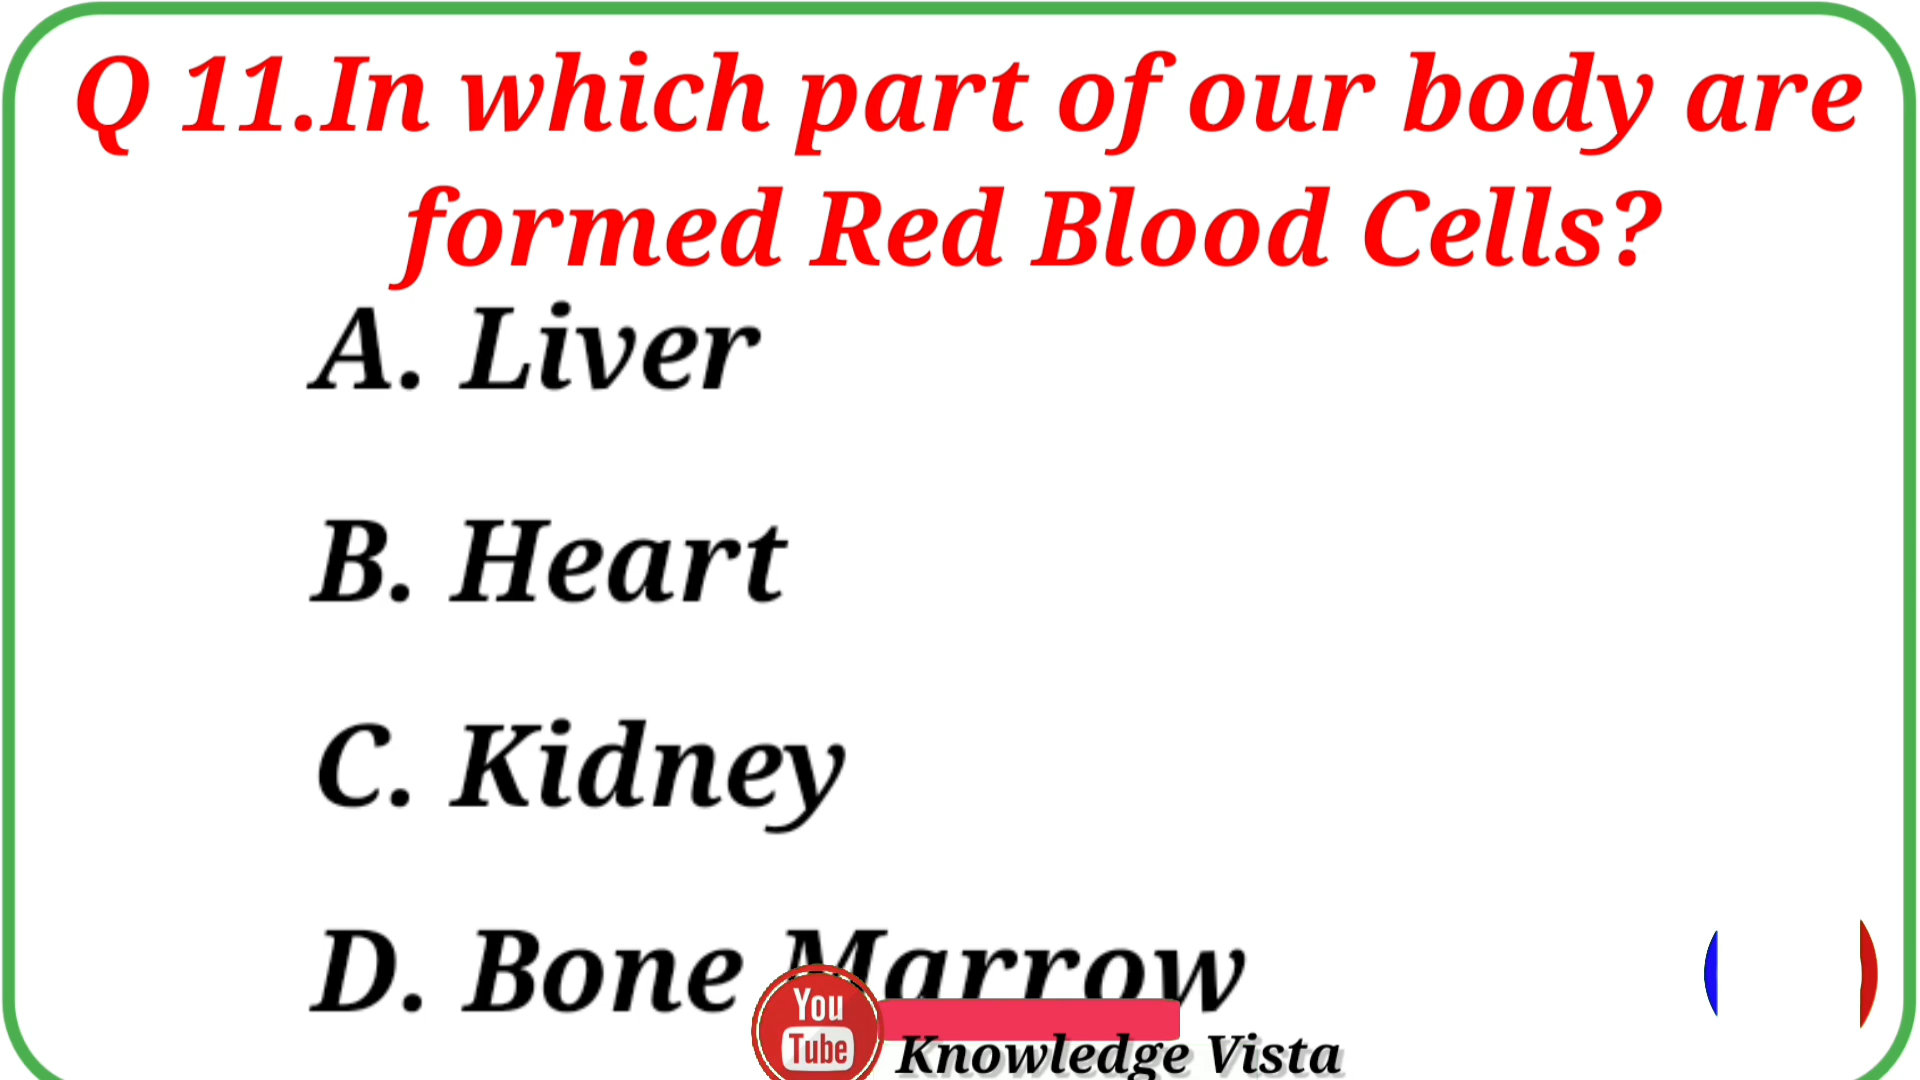 Q 11.In which part of our body are
formed Red Blood Cells?
A. Liver
B. Heart
C. Kidney
D. Bone Marrow
You
Tube
Knowledge Vista